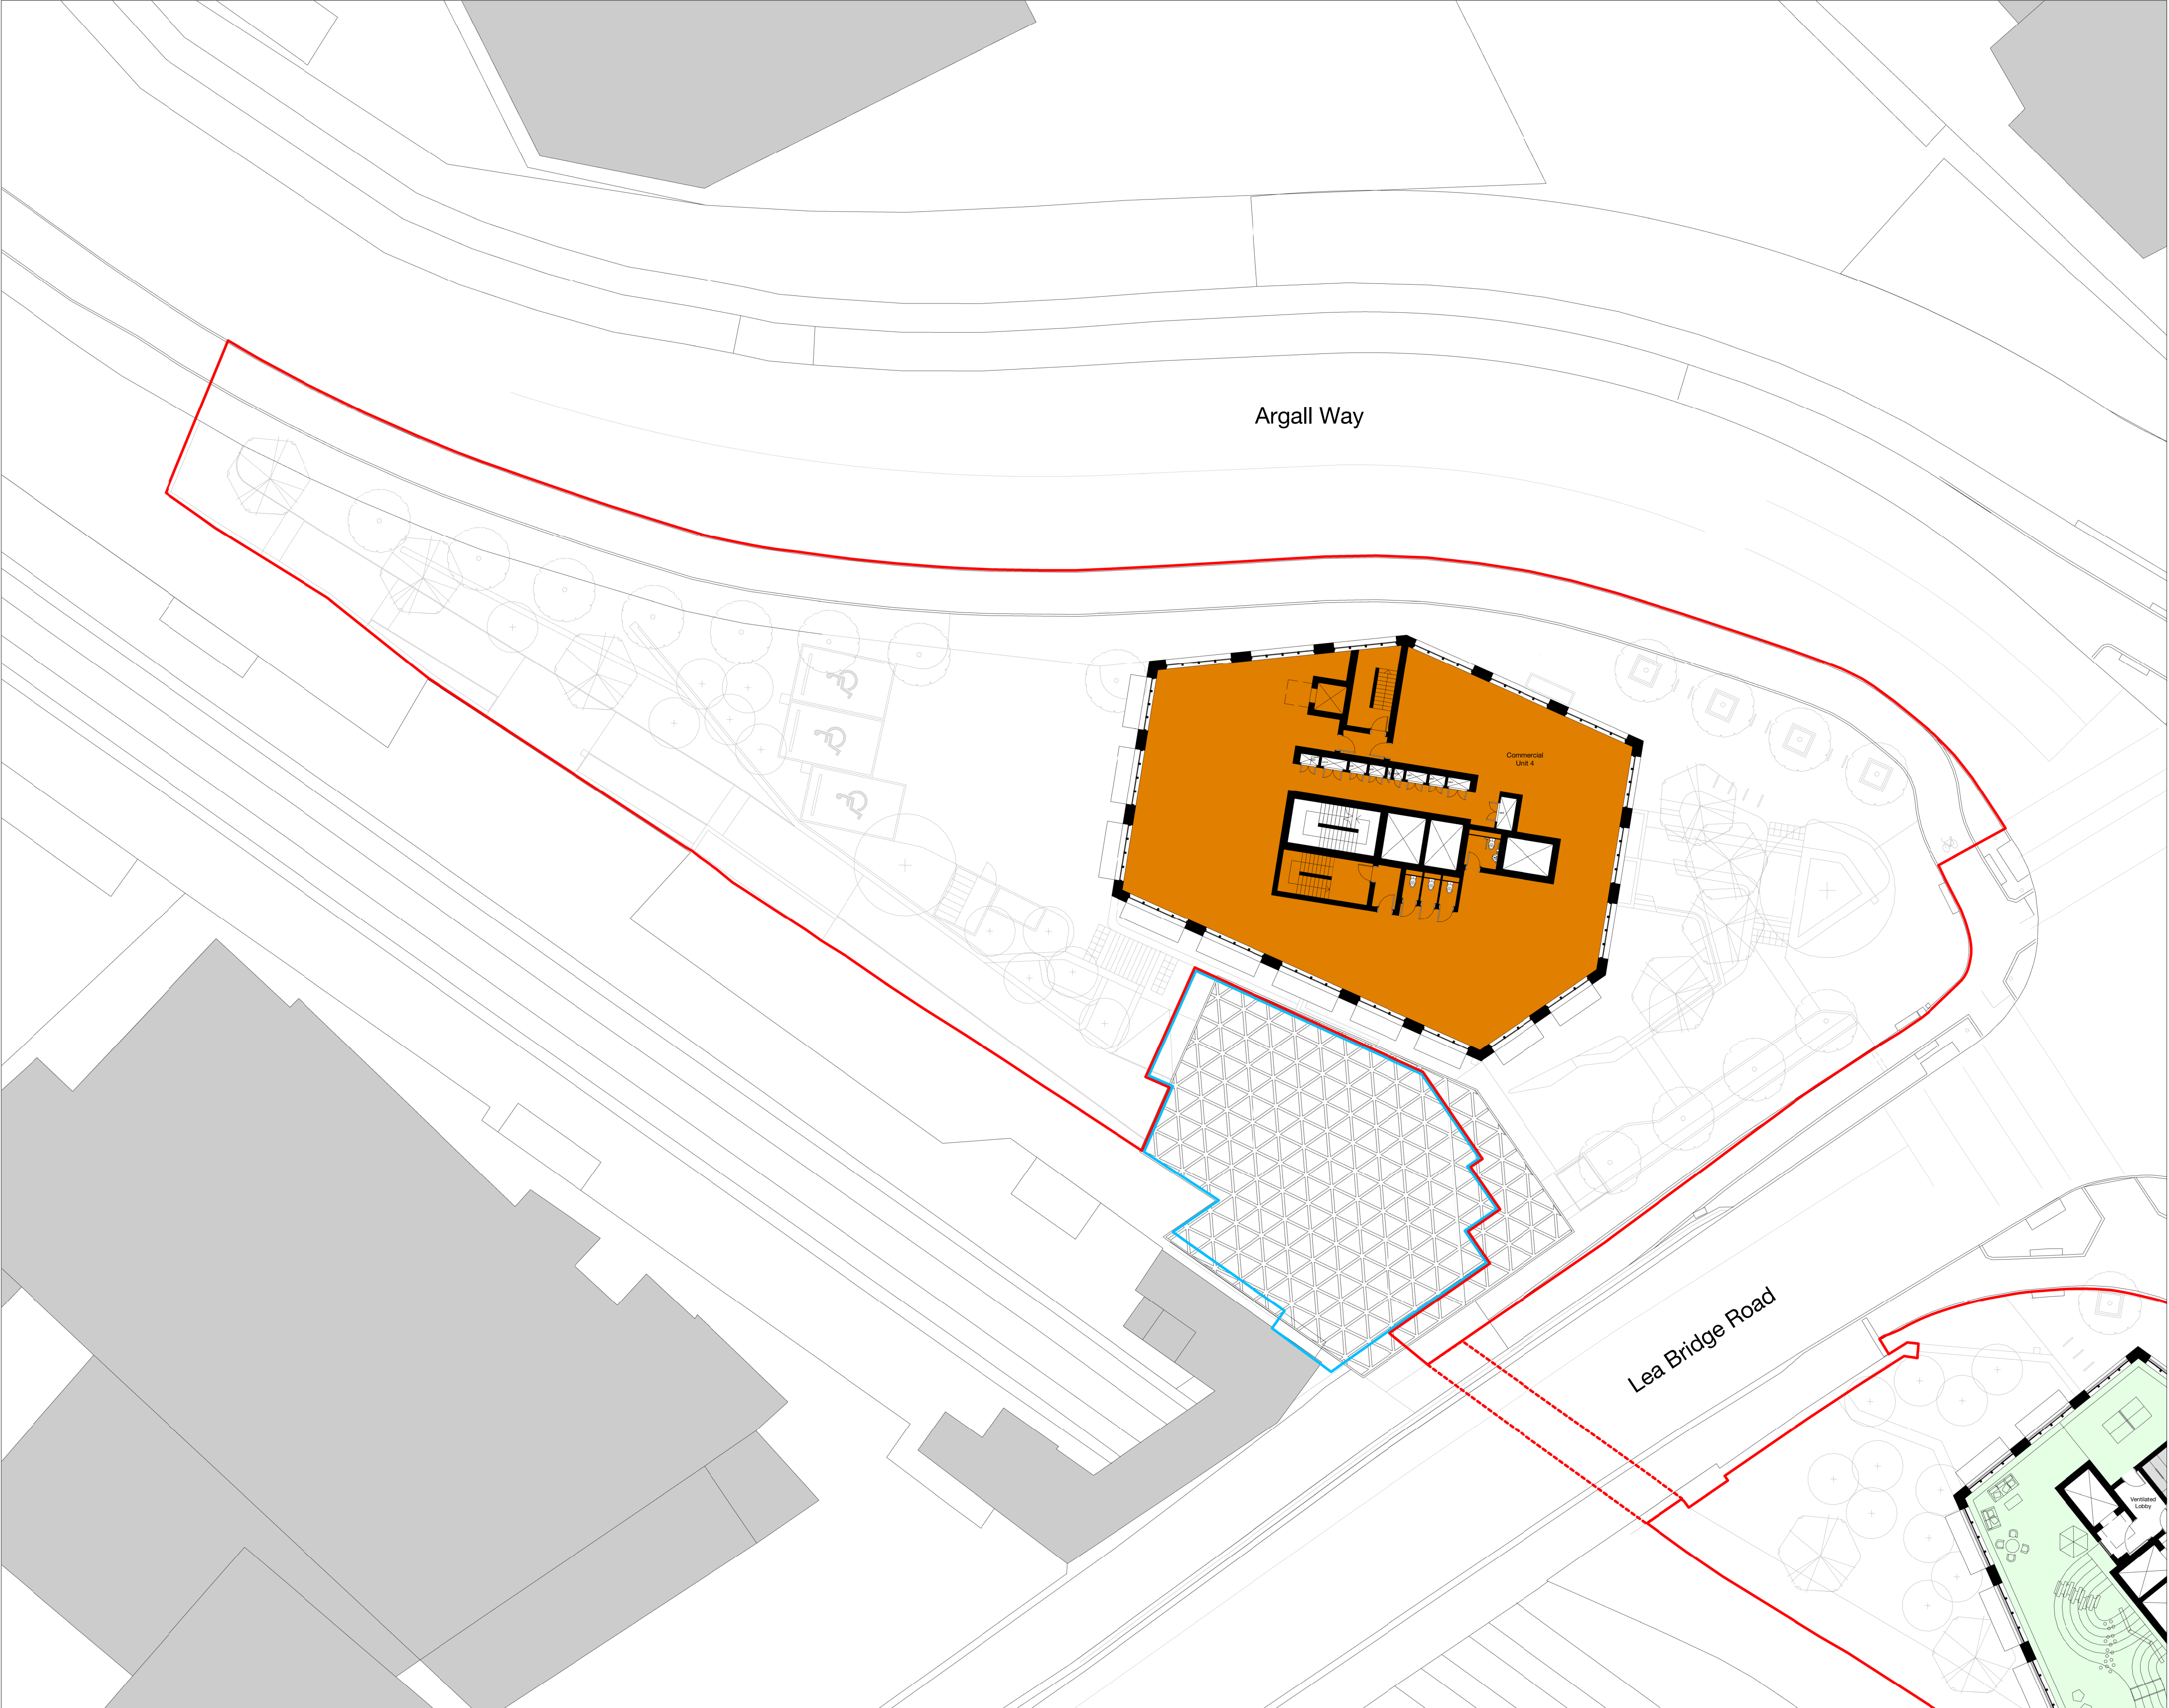 Argall Way
Commercial
Unit 4
Lea Bridge Road
Ventilated
Lobby